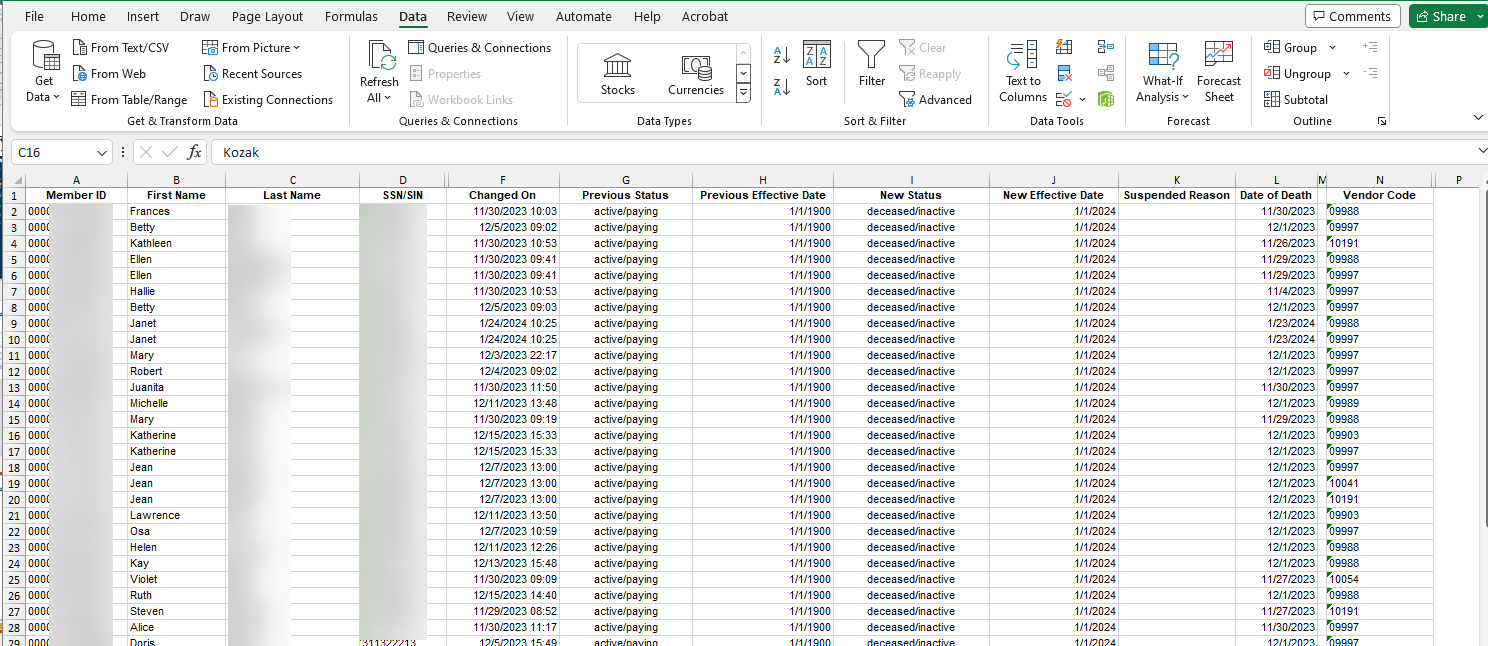 File Home Insert Draw Page Layout Formulas Data Review View Automate Help Acrobat Comments Share
Get Data From Text/CSV From Web From Table/Range From Picture Recent Sources Existing Connections
Get & Transform Data
Refresh All Queries & Connections Properties Workbook Links
Queries & Connections
Stocks Currencies
Data Types
Sort Filter Clear Reapply Advanced
Sort & Filter
Text to Columns
Data Tools
What-If Analysis Forecast Sheet
Forecast
Group Ungroup Subtotal
Outline
C16 fx Kozak
A B C D F G H I J K L M N P
1 Member ID First Name Last Name SSN/SIN Changed On Previous Status Previous Effective Date New Status New Effective Date Suspended Reason Date of Death Vendor Code
2 0000 Frances 11/30/2023 10:03 active/paying 1/1/1900 deceased/inactive 1/1/2024 11/30/2023 09988
3 0000 Betty 12/5/2023 09:02 active/paying 1/1/1900 deceased/inactive 1/1/2024 12/1/2023 09997
4 0000 Kathleen 11/30/2023 10:53 active/paying 1/1/1900 deceased/inactive 1/1/2024 11/26/2023 10191
5 0000 Ellen 11/30/2023 09:41 active/paying 1/1/1900 deceased/inactive 1/1/2024 11/29/2023 09988
6 0000 Ellen 11/30/2023 09:41 active/paying 1/1/1900 deceased/inactive 1/1/2024 11/29/2023 09997
7 0000 Hallie 11/30/2023 10:53 active/paying 1/1/1900 deceased/inactive 1/1/2024 11/4/2023 09997
8 0000 Betty 12/5/2023 09:03 active/paying 1/1/1900 deceased/inactive 1/1/2024 12/1/2023 09997
9 0000 Janet 1/24/2024 10:25 active/paying 1/1/1900 deceased/inactive 1/1/2024 1/23/2024 09988
10 0000 Janet 1/24/2024 10:25 active/paying 1/1/1900 deceased/inactive 1/1/2024 1/23/2024 09997
11 0000 Mary 12/3/2023 22:17 active/paying 1/1/1900 deceased/inactive 1/1/2024 12/1/2023 09997
12 0000 Robert 12/4/2023 09:02 active/paying 1/1/1900 deceased/inactive 1/1/2024 12/1/2023 09997
13 0000 Juanita 11/30/2023 11:50 active/paying 1/1/1900 deceased/inactive 1/1/2024 11/30/2023 09997
14 0000 Michelle 12/11/2023 13:48 active/paying 1/1/1900 deceased/inactive 1/1/2024 12/1/2023 09989
15 0000 Mary 11/30/2023 09:19 active/paying 1/1/1900 deceased/inactive 1/1/2024 11/29/2023 09988
16 0000 Katherine 12/15/2023 15:33 active/paying 1/1/1900 deceased/inactive 1/1/2024 12/1/2023 09903
17 0000 Katherine 12/15/2023 15:33 active/paying 1/1/1900 deceased/inactive 1/1/2024 12/1/2023 09997
18 0000 Jean 12/7/2023 13:00 active/paying 1/1/1900 deceased/inactive 1/1/2024 12/1/2023 09997
19 0000 Jean 12/7/2023 13:00 active/paying 1/1/1900 deceased/inactive 1/1/2024 12/1/2023 10041
20 0000 Jean 12/7/2023 13:00 active/paying 1/1/1900 deceased/inactive 1/1/2024 12/1/2023 10191
21 0000 Lawrence 12/11/2023 13:50 active/paying 1/1/1900 deceased/inactive 1/1/2024 12/1/2023 09903
22 0000 Osa 12/7/2023 10:59 active/paying 1/1/1900 deceased/inactive 1/1/2024 12/1/2023 09997
23 0000 Helen 12/11/2023 12:26 active/paying 1/1/1900 deceased/inactive 1/1/2024 12/1/2023 09988
24 0000 Kay 12/13/2023 15:48 active/paying 1/1/1900 deceased/inactive 1/1/2024 12/1/2023 09988
25 0000 Violet 11/30/2023 09:09 active/paying 1/1/1900 deceased/inactive 1/1/2024 11/27/2023 10054
26 0000 Ruth 12/15/2023 14:40 active/paying 1/1/1900 deceased/inactive 1/1/2024 12/1/2023 09988
27 0000 Steven 11/29/2023 08:52 active/paying 1/1/1900 deceased/inactive 1/1/2024 11/27/2023 10191
28 0000 Alice 11/30/2023 11:17 active/paying 1/1/1900 deceased/inactive 1/1/2024 11/30/2023 09997
29 0000 Doris 12/5/2023 15:49 active/paying 1/1/1900 deceased/inactive 1/1/2024 12/1/2023 09997